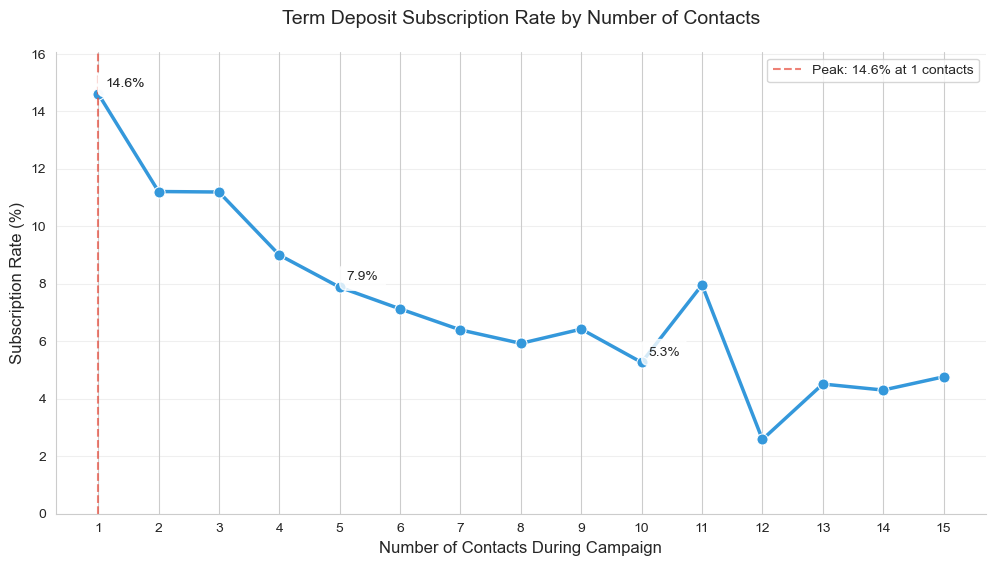 Term Deposit Subscription Rate by Number of Contacts
16
Peak: 14.6% at 1 contacts
14.6%
14
12
10
8
7.9%
6
5.3%
4
2
0
Subscription Rate (%)
1 2 3 4 5 6 7 8 9 10 11 12 13 14 15
Number of Contacts During Campaign